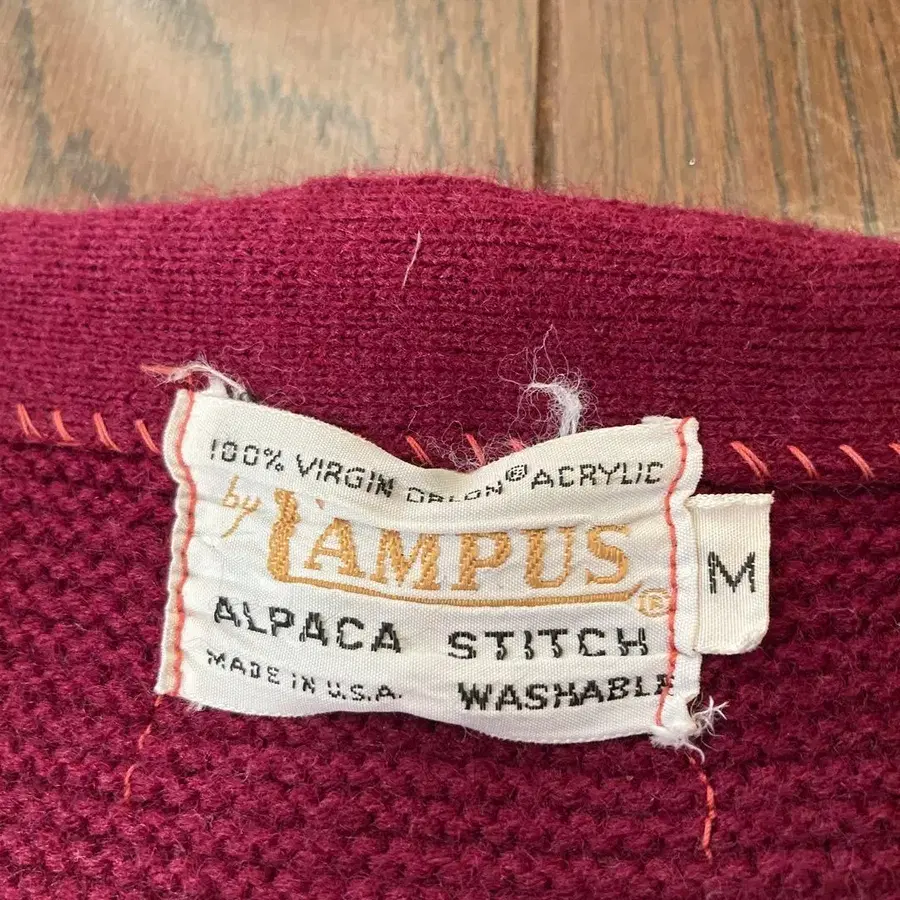 100% VIRGIN ORLON® ACRYLIC
by CAMPUS ®
ALPACA STITCH
MADE IN U.S.A. WASHABLE
M